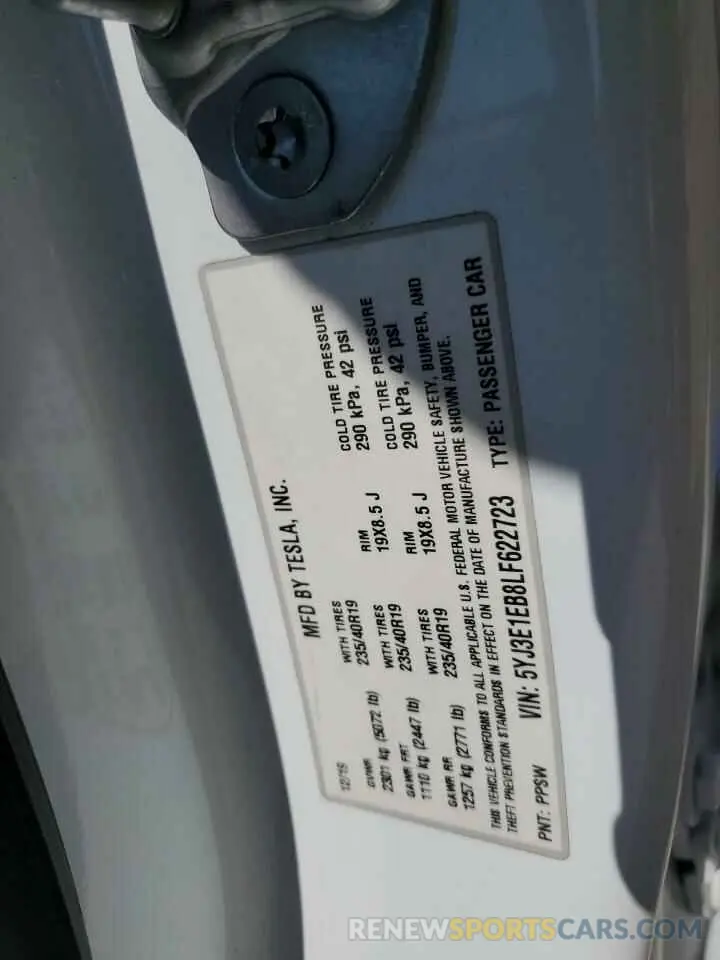 MFD BY TESLA, INC.
12/19
GVWR WITH TIRES RIM COLD TIRE PRESSURE
2301 kg (5072 lb) 235/40R19 19X8.5 J 290 kPa, 42 psi
GAWR FRT WITH TIRES RIM COLD TIRE PRESSURE
1110 kg (2447 lb) 235/40R19 19X8.5 J 290 kPa, 42 psi
GAWR RR WITH TIRES
1257 kg (2771 lb) 235/40R19
THIS VEHICLE CONFORMS TO ALL APPLICABLE U.S. FEDERAL MOTOR VEHICLE SAFETY, BUMPER, AND
THEFT PREVENTION STANDARDS IN EFFECT ON THE DATE OF MANUFACTURE SHOWN ABOVE.
VIN: 5YJ3E1EB8LF622723 TYPE: PASSENGER CAR
PNT: PPSW
RENEWSPORTSCARS.COM